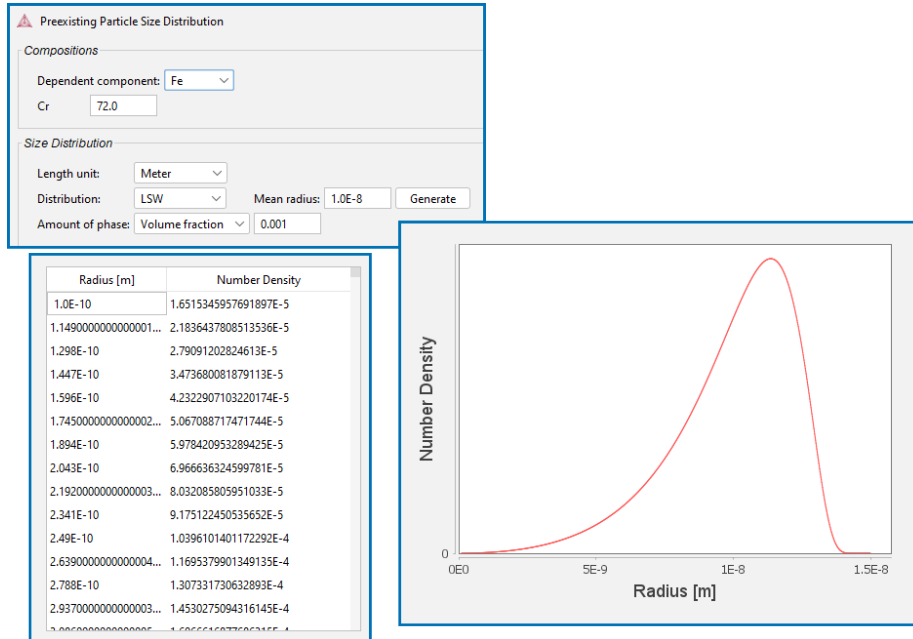 Preexisting Particle Size Distribution
Compositions
Dependent component: Fe
Cr 72.0
Size Distribution
Length unit: Meter
Distribution: LSW Mean radius: 1.0E-8 Generate
Amount of phase: Volume fraction 0.001
Radius [m] Number Density
1.0E-10 1.6515345957691897E-5
1.1490000000000001... 2.1836437808513536E-5
1.298E-10 2.79091202824613E-5
1.447E-10 3.473680081879113E-5
1.596E-10 4.2322907103220174E-5
1.7450000000000002... 5.067088717471744E-5
1.894E-10 5.978420953289425E-5
2.043E-10 6.966636324599781E-5
2.1920000000000003... 8.032085805951033E-5
2.341E-10 9.175122450535652E-5
2.49E-10 1.0396101401172292E-4
2.6390000000000004... 1.1695379901349135E-4
2.788E-10 1.307331730632893E-4
2.9370000000000003... 1.4530275094316145E-4
Number Density
0
0E0 5E-9 1E-8 1.5E-8
Radius [m]